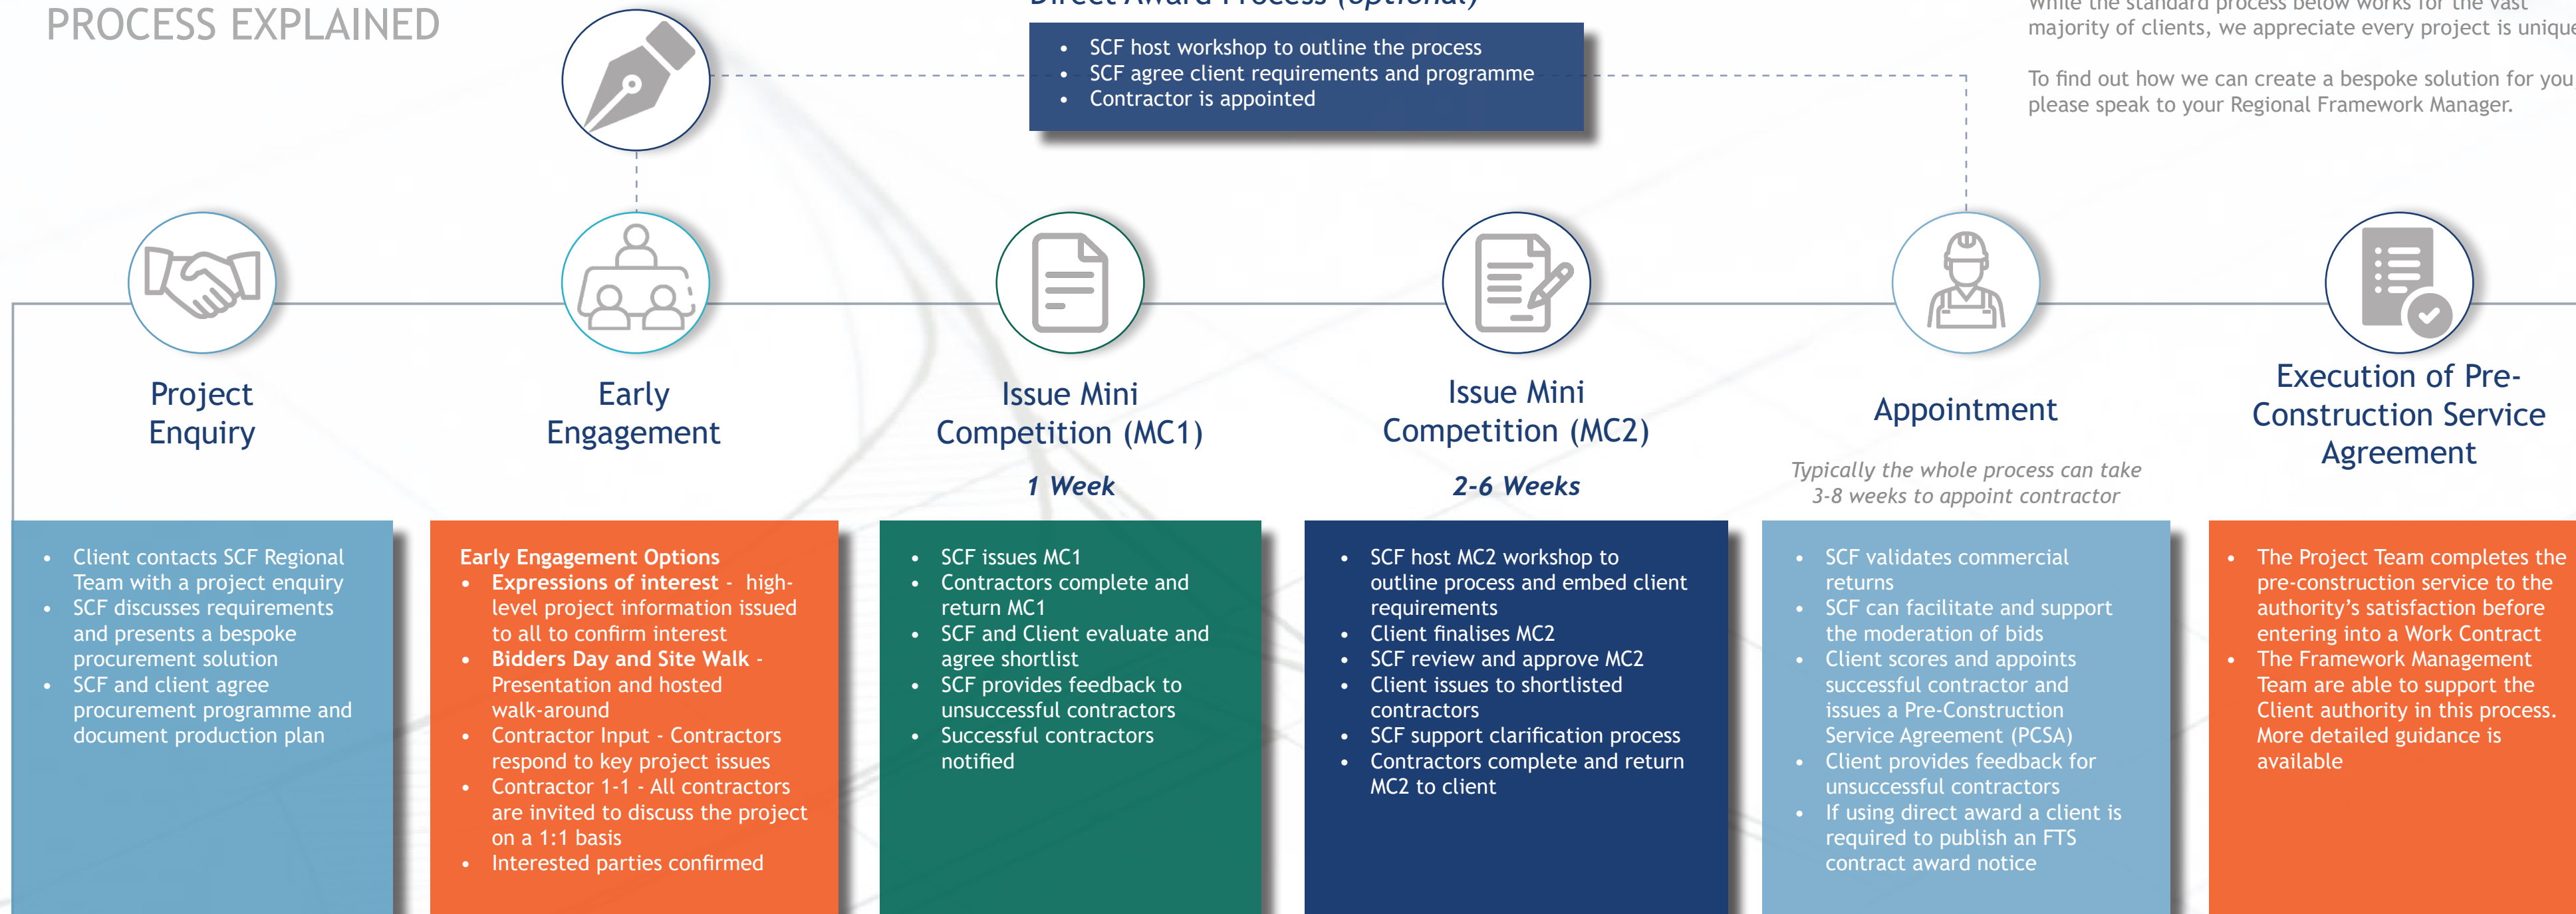 PROCESS EXPLAINED
Direct Award Process (optional)
• SCF host workshop to outline the process
• SCF agree client requirements and programme
• Contractor is appointed
While the standard process below works for the vast
majority of clients, we appreciate every project is unique
To find out how we can create a bespoke solution for you
please speak to your Regional Framework Manager.
Project
Enquiry
• Client contacts SCF Regional
Team with a project enquiry
• SCF discusses requirements
and presents a bespoke
procurement solution
• SCF and client agree
procurement programme and
document production plan
Early
Engagement
Early Engagement Options
• Expressions of interest - high-
level project information issued
to all to confirm interest
• Bidders Day and Site Walk -
Presentation and hosted
walk-around
• Contractor Input - Contractors
respond to key project issues
• Contractor 1-1 - All contractors
are invited to discuss the project
on a 1:1 basis
• Interested parties confirmed
Issue Mini
Competition (MC1)
1 Week
• SCF issues MC1
• Contractors complete and
return MC1
• SCF and Client evaluate and
agree shortlist
• SCF provides feedback to
unsuccessful contractors
• Successful contractors
notified
Issue Mini
Competition (MC2)
2-6 Weeks
• SCF host MC2 workshop to
outline process and embed client
requirements
• Client finalises MC2
• SCF review and approve MC2
• Client issues to shortlisted
contractors
• SCF support clarification process
• Contractors complete and return
MC2 to client
Appointment
Typically the whole process can take
3-8 weeks to appoint contractor
• SCF validates commercial
returns
• SCF can facilitate and support
the moderation of bids
• Client scores and appoints
successful contractor and
issues a Pre-Construction
Service Agreement (PCSA)
• Client provides feedback for
unsuccessful contractors
• If using direct award a client is
required to publish an FTS
contract award notice
Execution of Pre-
Construction Service
Agreement
• The Project Team completes the
pre-construction service to the
authority’s satisfaction before
entering into a Work Contract
• The Framework Management
Team are able to support the
Client authority in this process.
More detailed guidance is
available